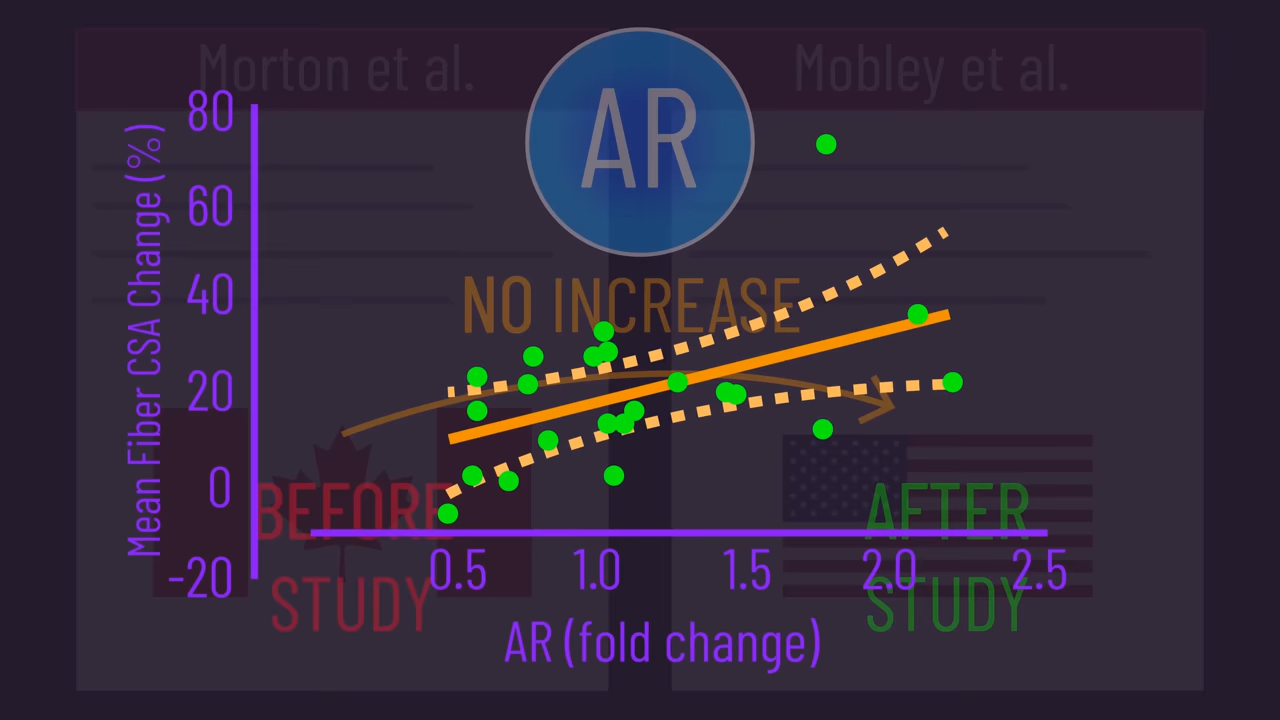 Morton et al.
Mobley et al.
AR
NO INCREASE
80
60
40
20
0
-20
Mean Fiber CSA Change (%)
BEFORE
STUDY
AFTER
STUDY
0.5 1.0 1.5 2.0 2.5
AR (fold change)